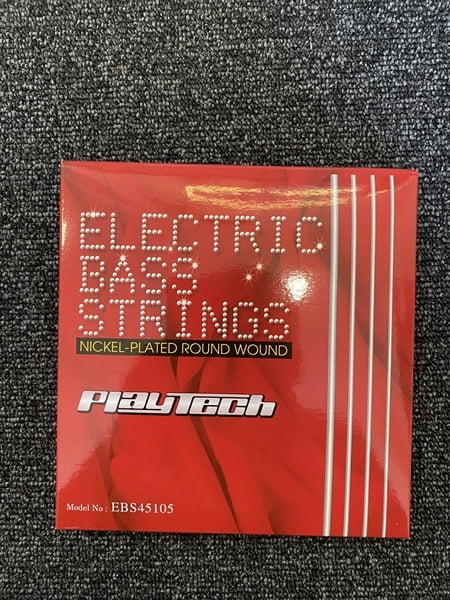 ELECTRIC
BASS
STRINGS
NICKEL-PLATED ROUND WOUND
PlayTech
Model No : EBS45105